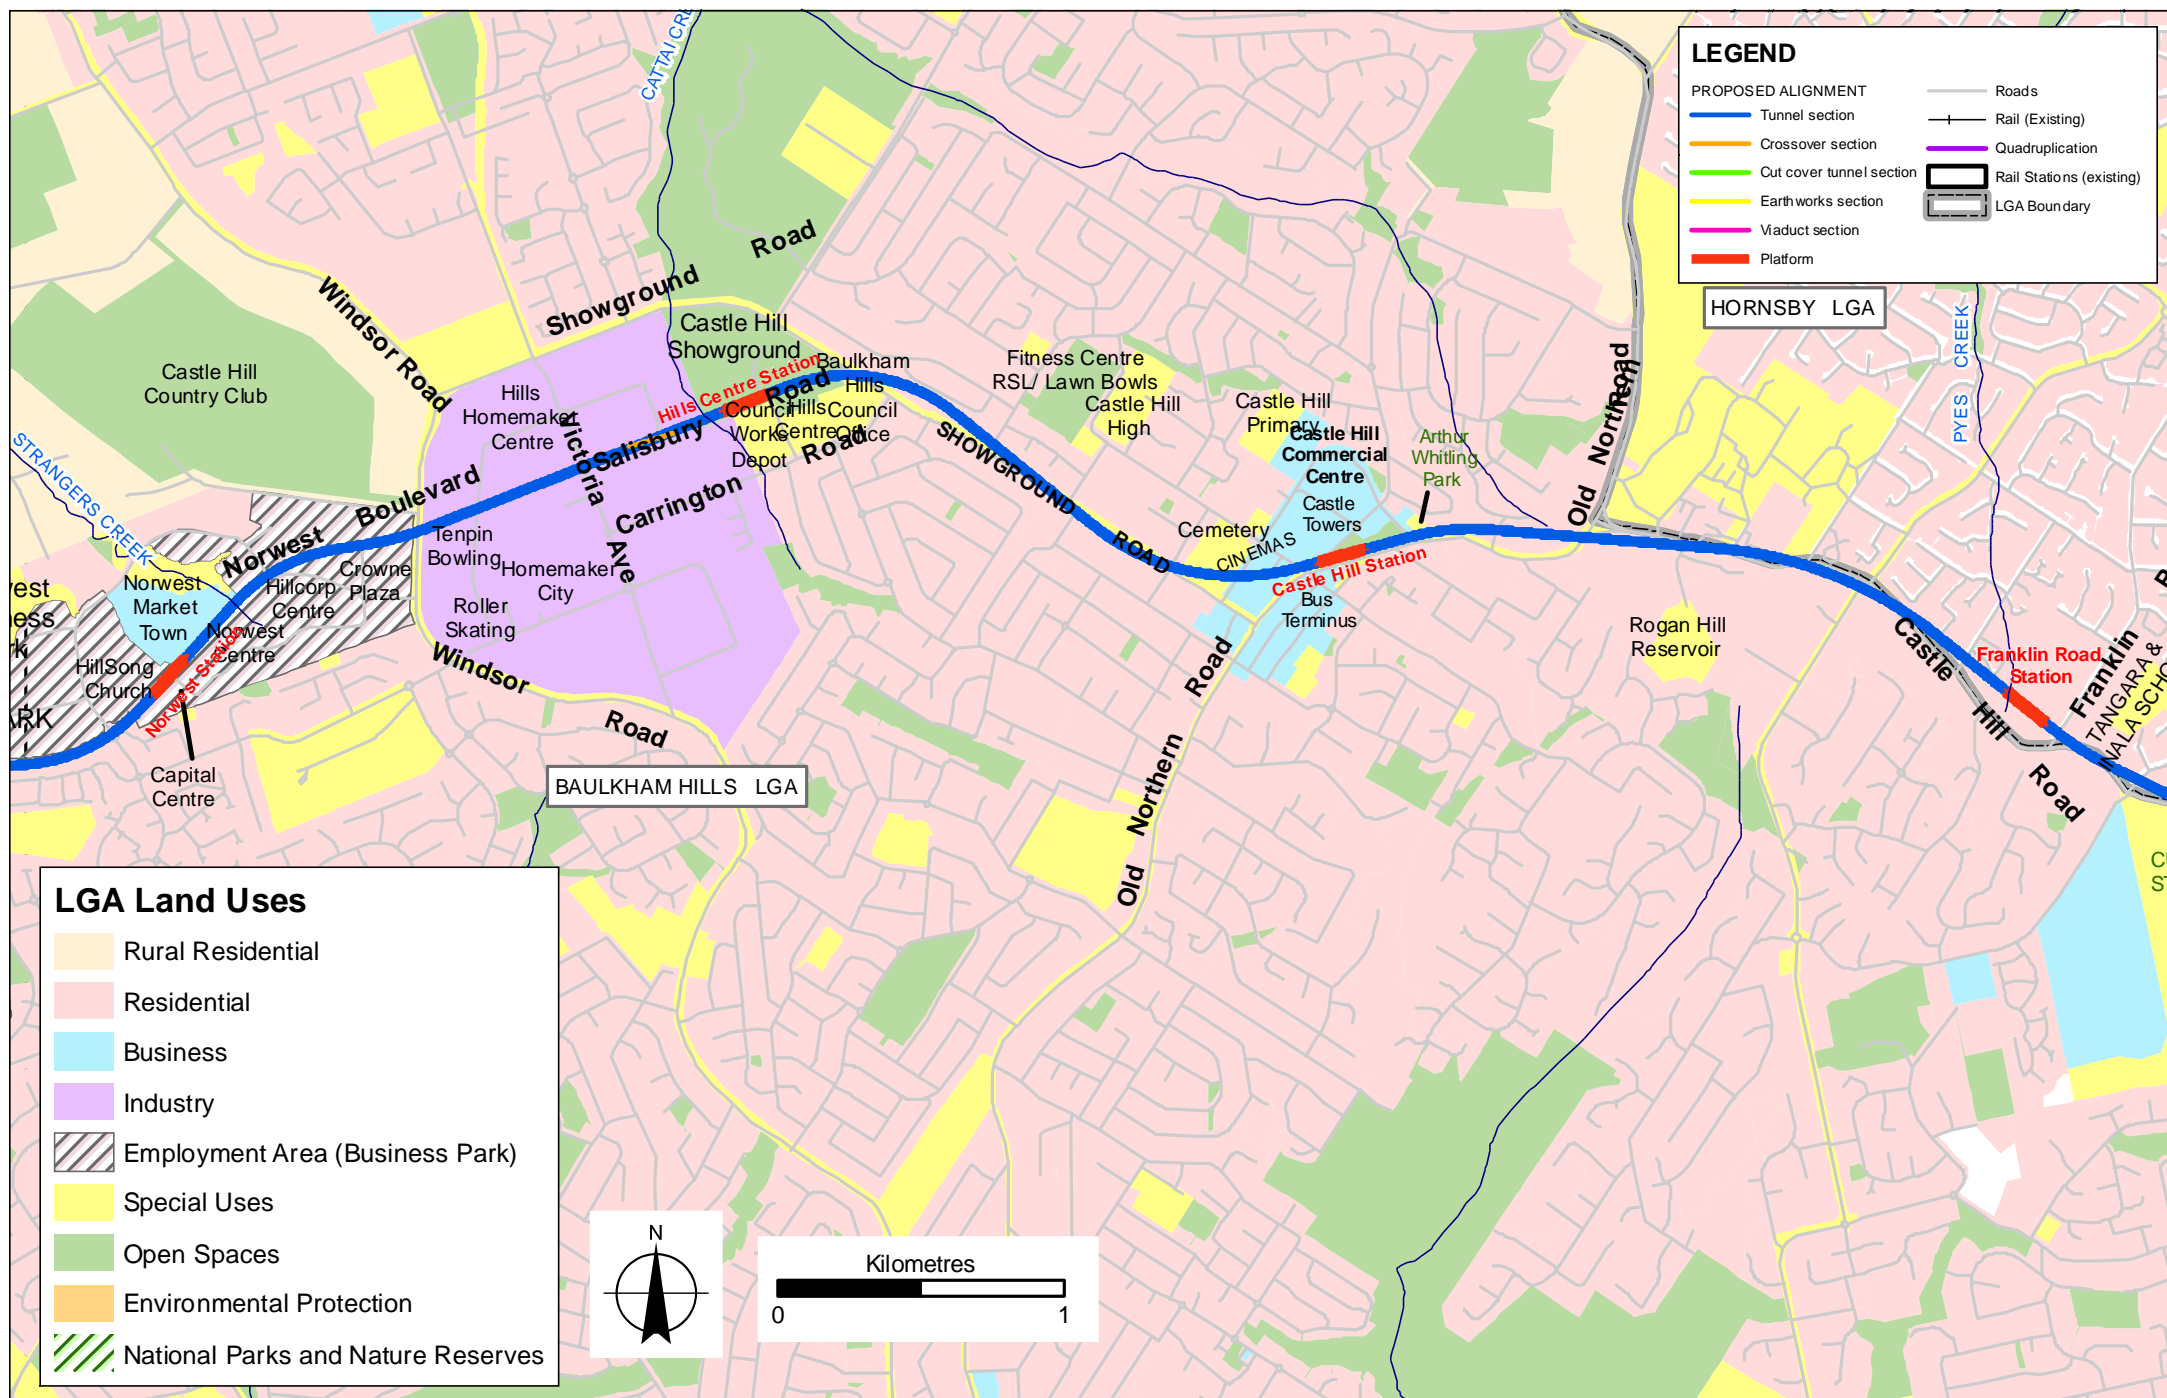 LEGEND
PROPOSED ALIGNMENT
Tunnel section
Crossover section
Cut cover tunnel section
Earthworks section
Viaduct section
Platform
Roads
Rail (Existing)
Quadruplication
Rail Stations (existing)
LGA Boundary
HORNSBY LGA
PYES CREEK
CATTAI CRE
Showground Road
Windsor Road
Castle Hill
Country Club
STRANGERS CREEK
Castle Hill
Showground
Hills Centre Station
Baulkham
Hills
Council
Office
Hills
Centre
Council
Works
Depot
Hills
Homemaker
Centre
Victoria
Ave
Salisbury Road
Carrington Road
Norwest Boulevard
Tenpin
Bowling
Homemaker
City
Roller
Skating
Crowne
Plaza
Hillcorp
Centre
Norwest
Market
Town
Norwest
Centre
HillSong
Church
Norwest Station
Capital
Centre
Windsor Road
BAULKHAM HILLS LGA
Fitness Centre
RSL/ Lawn Bowls
Castle Hill
High
Castle Hill
Primary
Castle Hill
Commercial
Centre
Castle
Towers
Arthur
Whitling
Park
SHOWGROUND ROAD
Cemetery
CINEMAS
Castle Hill Station
Bus
Terminus
Old Northern Road
Old Northern Road
Rogan Hill
Reservoir
Castle Hill Road
Franklin Road
Station
Franklin
TANGARA &
INALA SCHO
LGA Land Uses
Rural Residential
Residential
Business
Industry
Employment Area (Business Park)
Special Uses
Open Spaces
Environmental Protection
National Parks and Nature Reserves
N
Kilometres
0 1